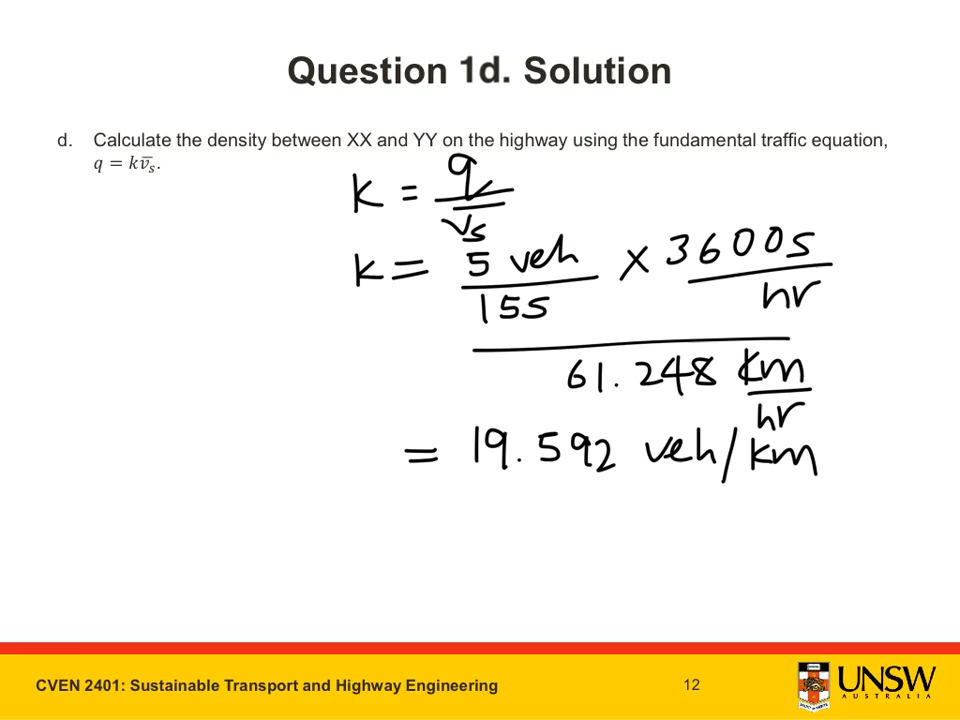 Question 1d. Solution
d. Calculate the density between XX and YY on the highway using the fundamental traffic equation,
q = kv̅ₛ.
K = q / v̅s
K = 5 veh / 15s × 3600s / hr
61.248 km / hr
= 19.592 veh/km
CVEN 2401: Sustainable Transport and Highway Engineering
12
UNSW
AUSTRALIA